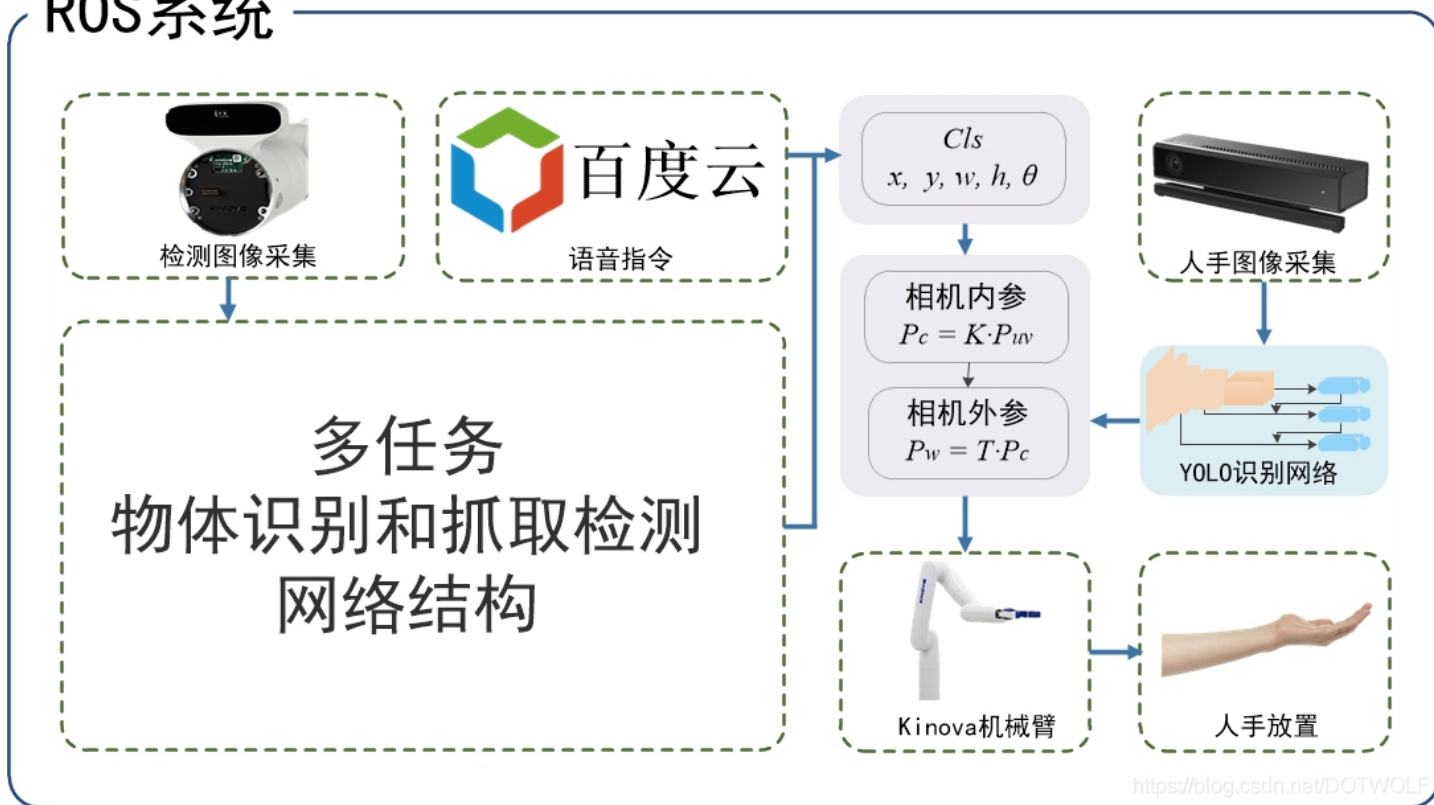 ROS系统
检测图像采集
百度云
语音指令
Cls
x, y, w, h, θ
相机内参
Pc = K·Puv
相机外参
Pw = T·Pc
人手图像采集
YOLO识别网络
多任务
物体识别和抓取检测
网络结构
Kinova机械臂
人手放置
https://blog.csdn.net/DOTWOLF